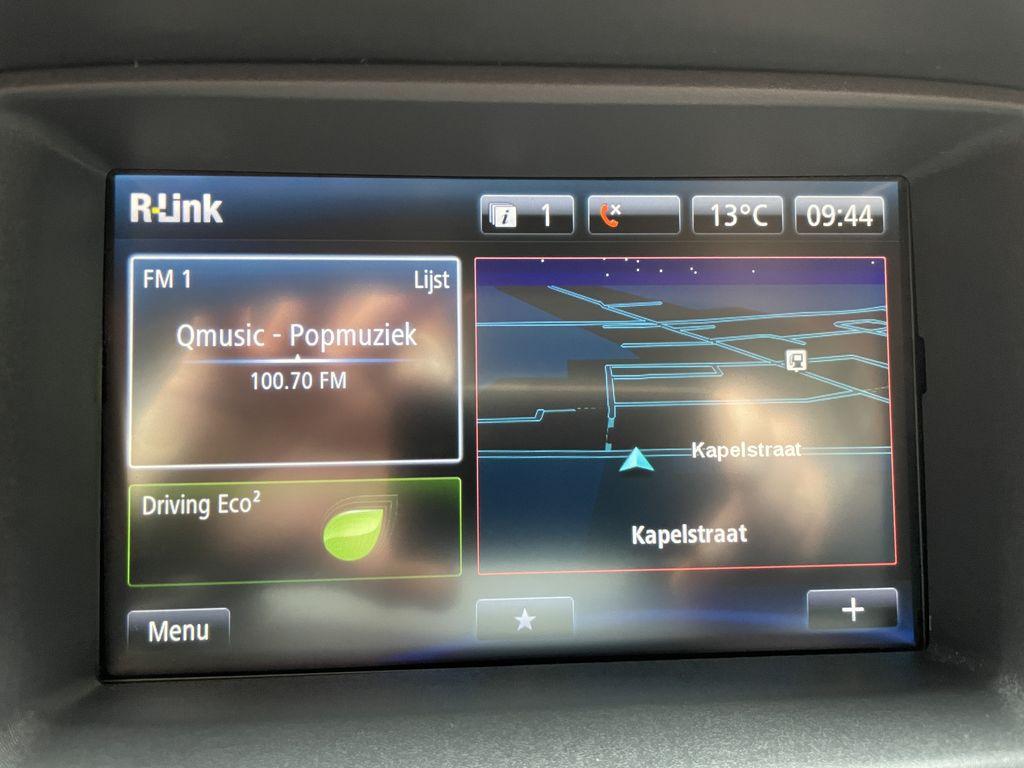 R-Link
i 1
13°C
09:44
FM 1
Lijst
Qmusic - Popmuziek
100.70 FM
Driving Eco²
Kapelstraat
Kapelstraat
Menu
+